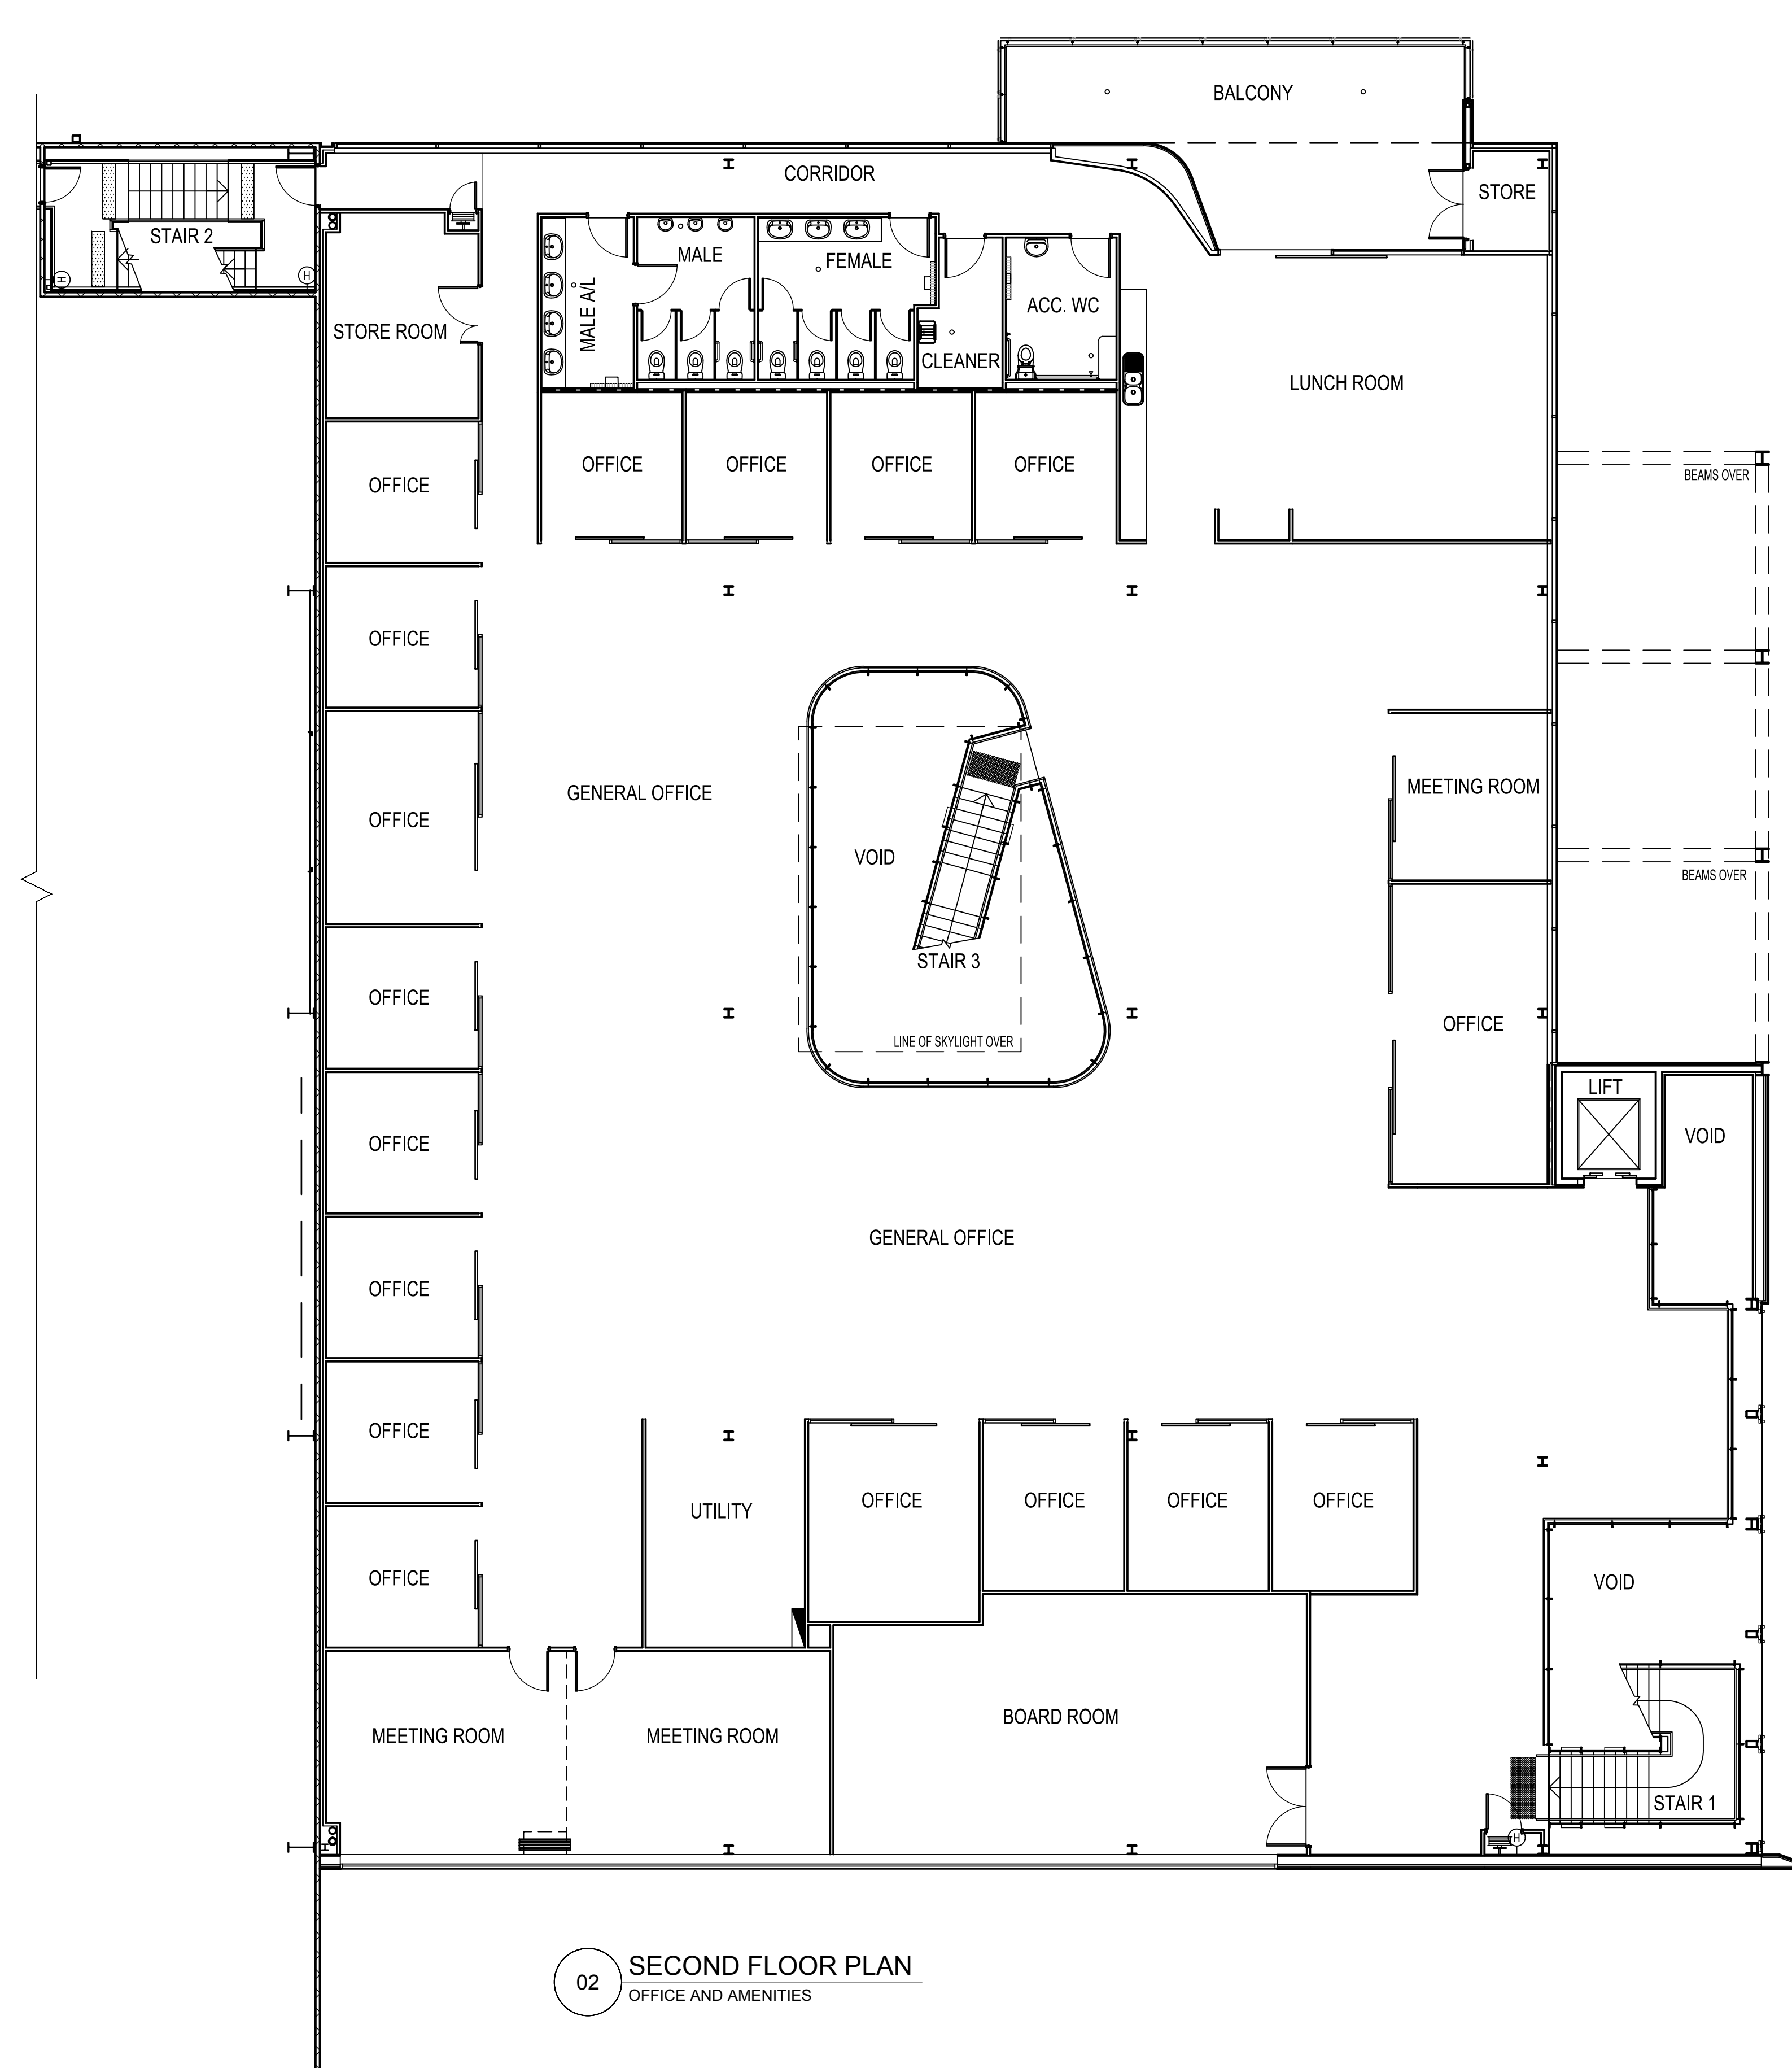 BALCONY
CORRIDOR
STORE
STAIR 2
MALE
FEMALE
H
H
MALE A/L
ACC. WC
STORE ROOM
CLEANER
LUNCH ROOM
OFFICE
OFFICE
OFFICE
OFFICE
OFFICE
BEAMS OVER
OFFICE
MEETING ROOM
GENERAL OFFICE
OFFICE
VOID
BEAMS OVER
STAIR 3
OFFICE
OFFICE
LINE OF SKYLIGHT OVER
LIFT
VOID
OFFICE
GENERAL OFFICE
OFFICE
OFFICE
OFFICE
OFFICE
OFFICE
OFFICE
UTILITY
OFFICE
VOID
BOARD ROOM
MEETING ROOM
MEETING ROOM
STAIR 1
H
02
SECOND FLOOR PLAN
OFFICE AND AMENITIES